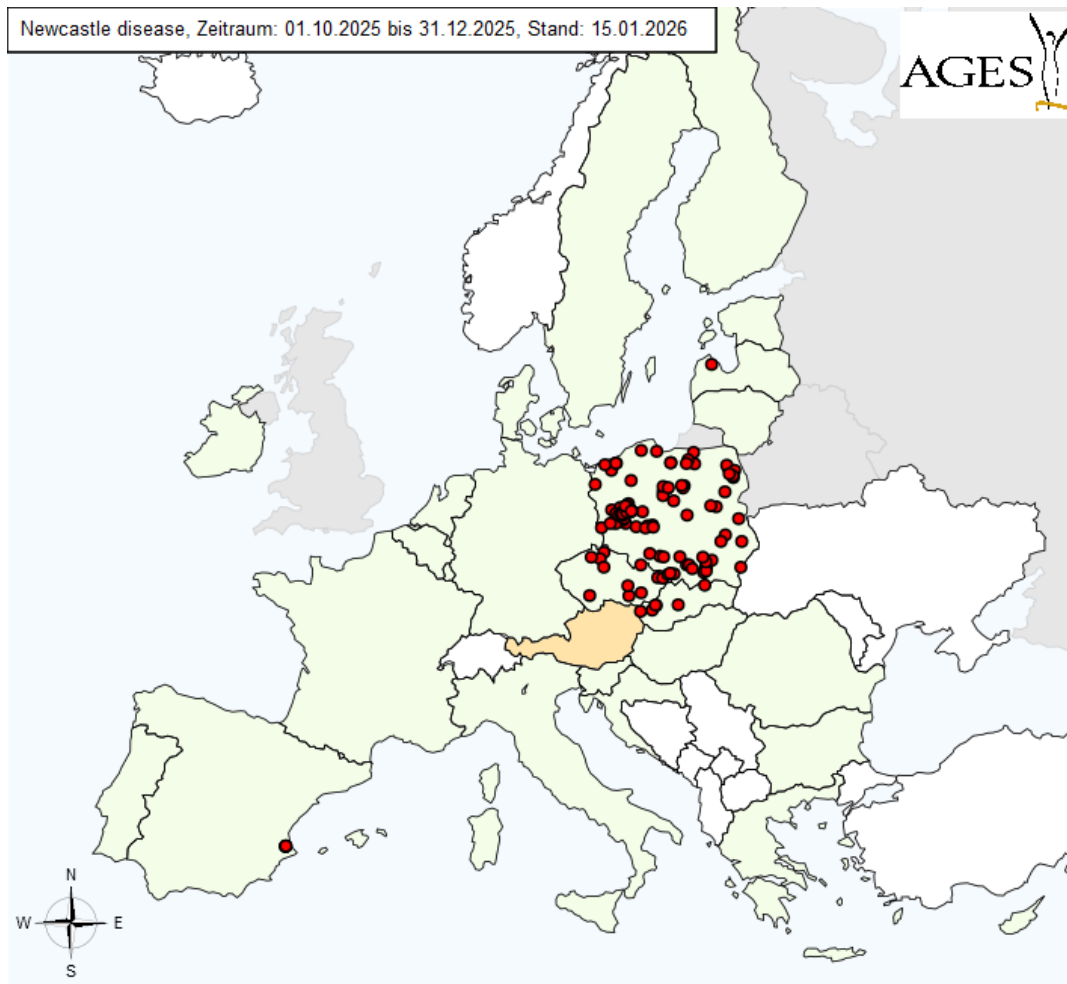 Newcastle disease, Zeitraum: 01.10.2025 bis 31.12.2025, Stand: 15.01.2026
AGES
N
W E
S